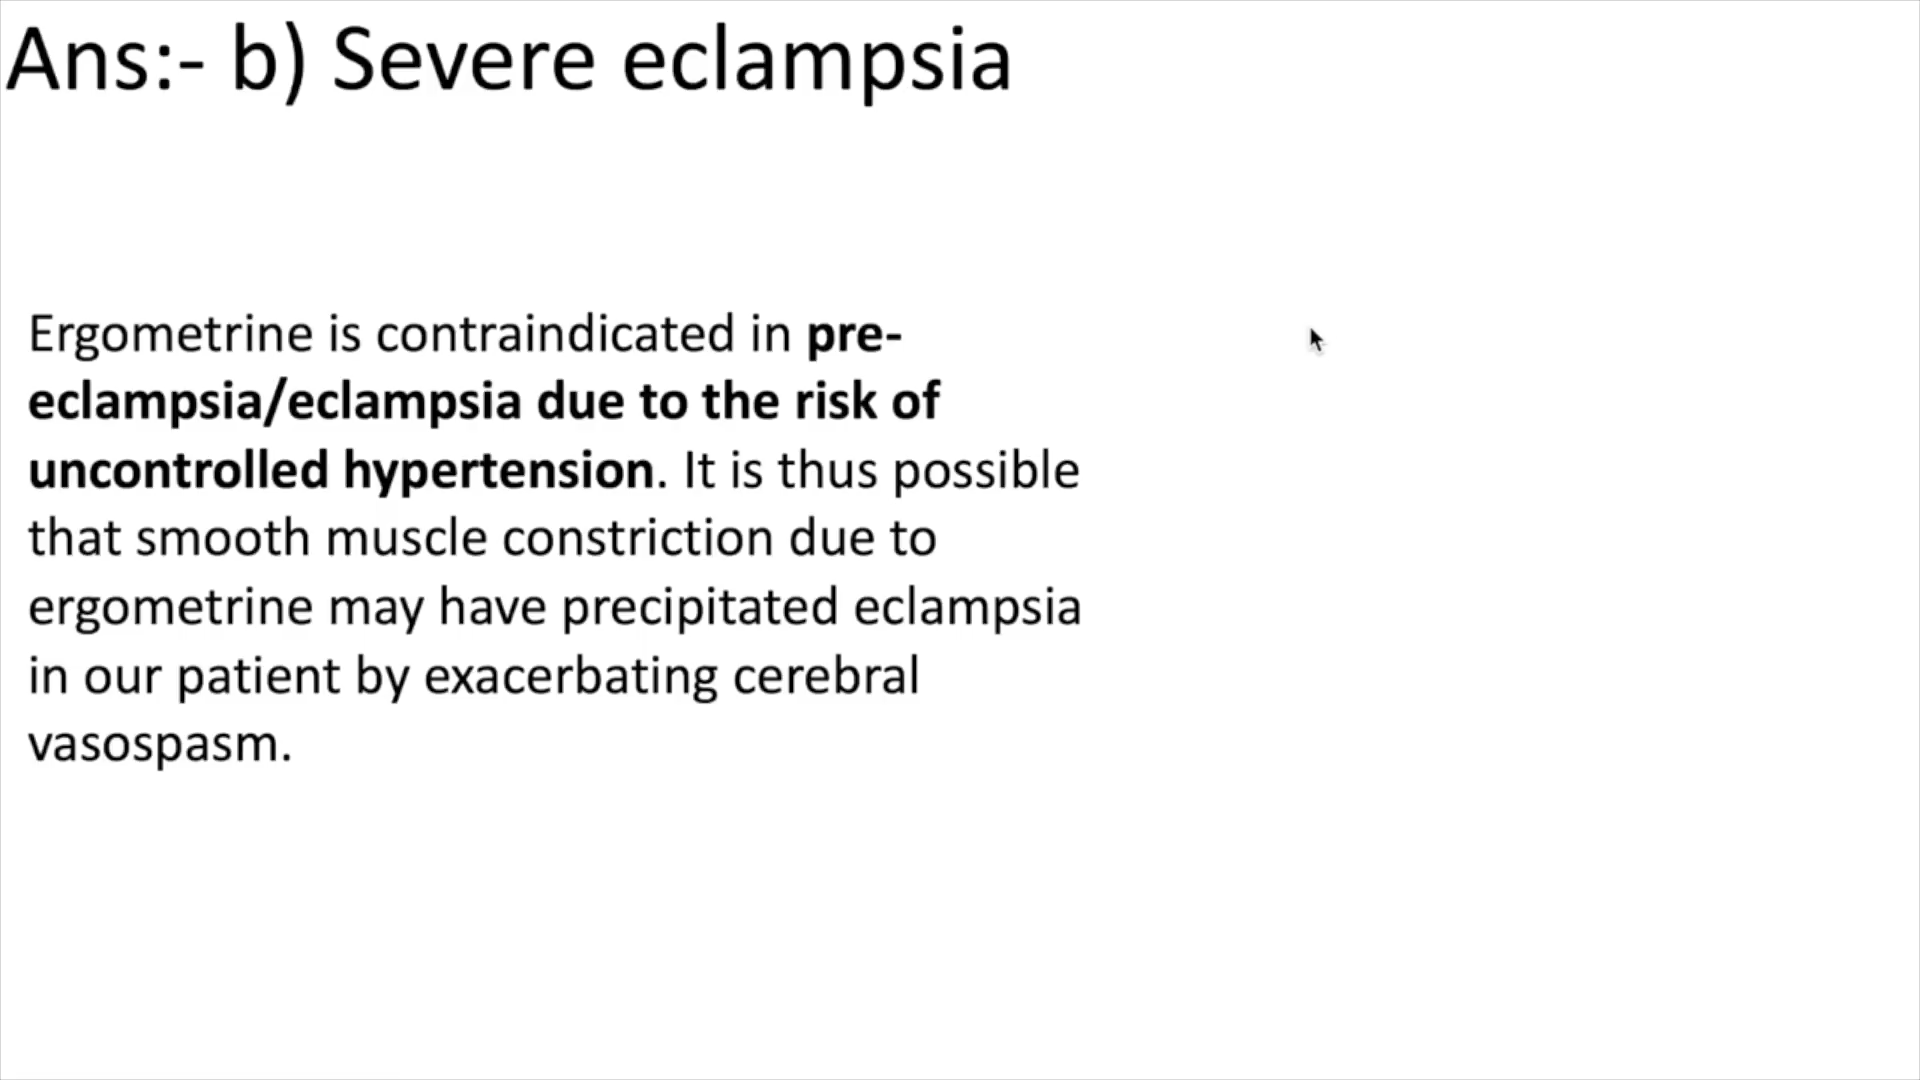 Ans:- b) Severe eclampsia
Ergometrine is contraindicated in pre-
eclampsia/eclampsia due to the risk of
uncontrolled hypertension. It is thus possible
that smooth muscle constriction due to
ergometrine may have precipitated eclampsia
in our patient by exacerbating cerebral
vasospasm.